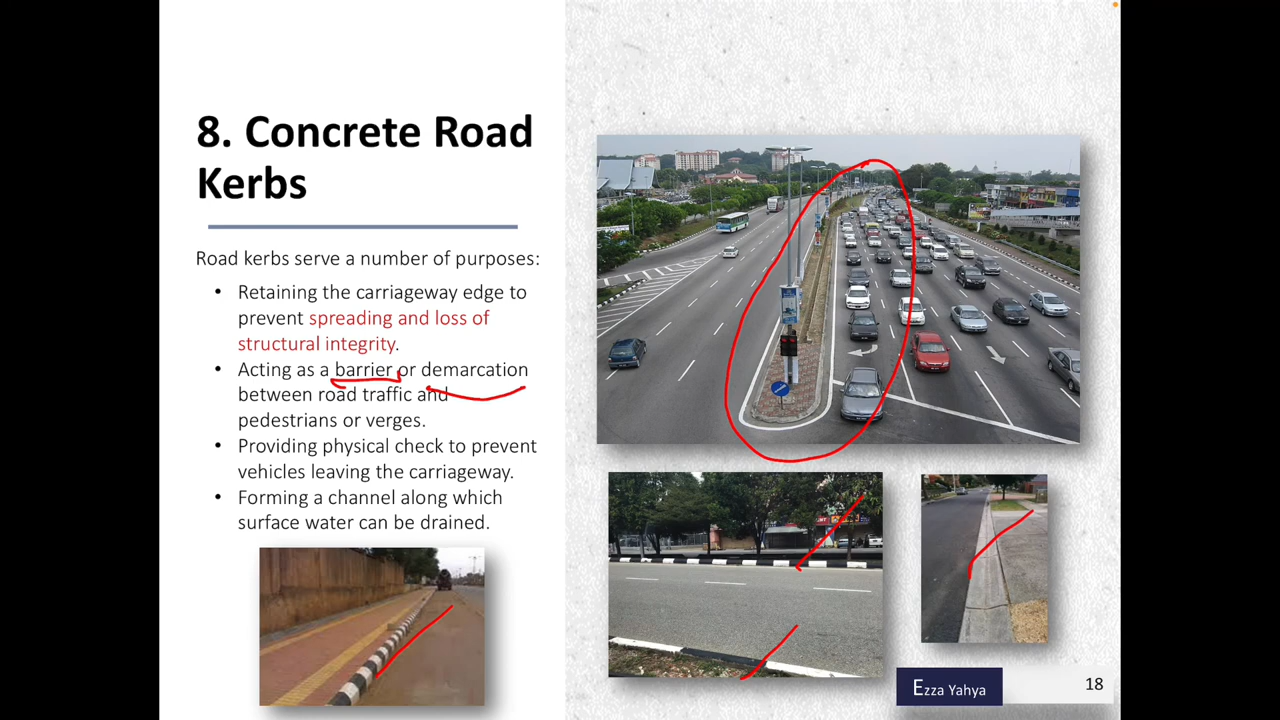 8. Concrete Road
Kerbs
Road kerbs serve a number of purposes:
• Retaining the carriageway edge to
prevent spreading and loss of
structural integrity.
• Acting as a barrier or demarcation
between road traffic and
pedestrians or verges.
• Providing physical check to prevent
vehicles leaving the carriageway.
• Forming a channel along which
surface water can be drained.
Ezza Yahya
18